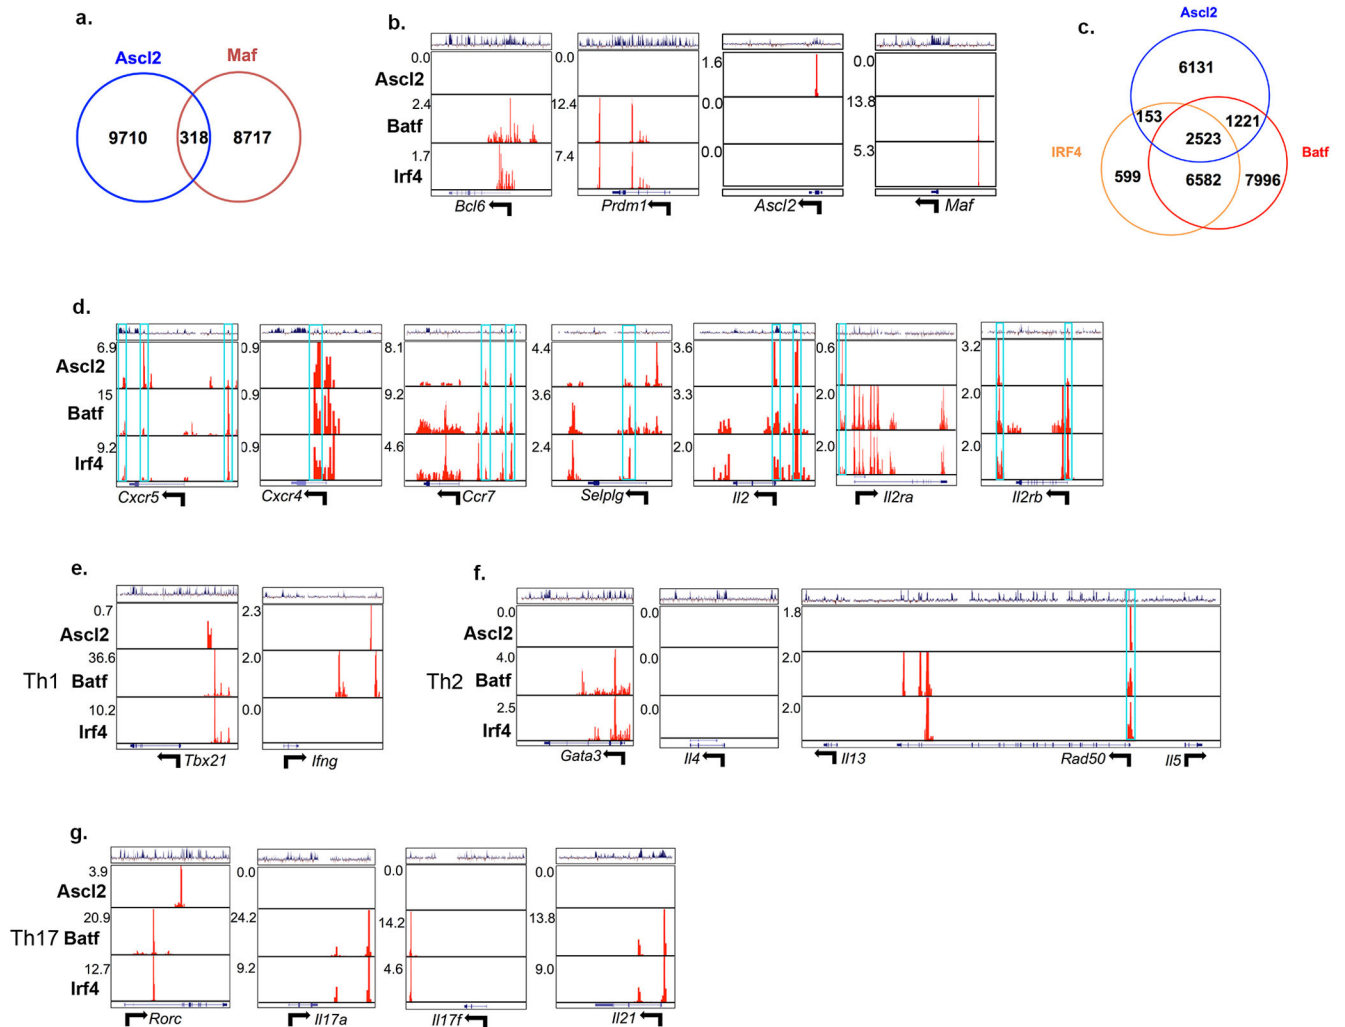 a.
Ascl2
Maf
9710
318
8717
b.
0.0
0.0
1.6
0.0
Ascl2
2.4
12.4
0.0
13.8
Batf
1.7
7.4
0.0
5.3
Irf4
Bcl6
Prdm1
Ascl2
Maf
c.
Ascl2
6131
153
1221
2523
IRF4
Batf
599
6582
7996
d.
6.9
0.9
8.1
4.4
3.6
0.6
3.2
Ascl2
15
0.9
9.2
3.6
3.3
2.0
2.0
Batf
9.2
0.9
4.6
2.4
2.0
2.0
2.0
Irf4
Cxcr5
Cxcr4
Ccr7
Selplg
Il2
Il2ra
Il2rb
e.
0.7
2.3
Ascl2
36.6
2.0
Th1 Batf
10.2
0.0
Irf4
Tbx21
Ifng
f.
0.0
0.0
1.8
Ascl2
4.0
0.0
2.0
Th2 Batf
2.5
0.0
2.0
Irf4
Gata3
Il4
Il13
Rad50
Il5
g.
3.9
0.0
0.0
0.0
Ascl2
20.9
24.2
14.2
13.8
Th17 Batf
12.7
9.2
4.6
9.0
Irf4
Rorc
Il17a
Il17f
Il21